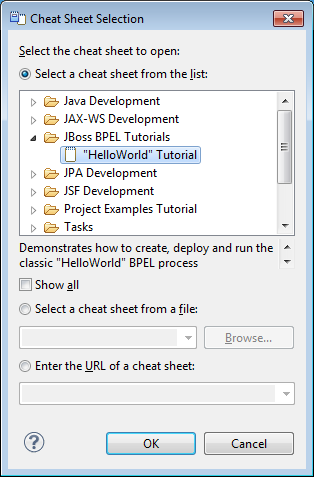 Cheat Sheet Selection
Select the cheat sheet to open:
Select a cheat sheet from the list:
Java Development
JAX-WS Development
JBoss BPEL Tutorials
"HelloWorld" Tutorial
JPA Development
JSF Development
Project Examples Tutorial
Tasks
Demonstrates how to create, deploy and run the
classic "HelloWorld" BPEL process
Show all
Select a cheat sheet from a file:
Browse...
Enter the URL of a cheat sheet:
?
OK
Cancel